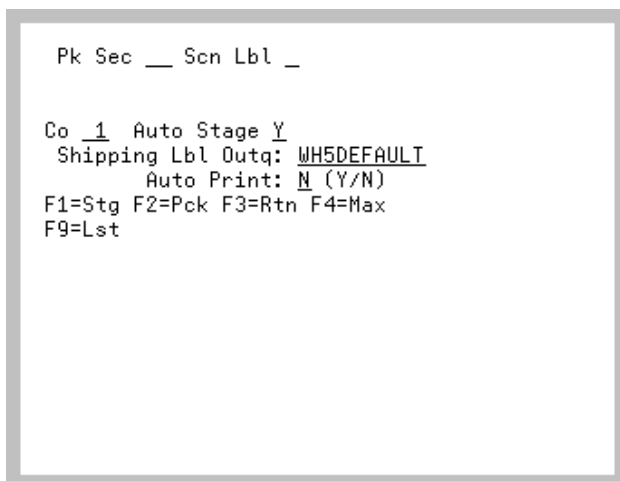 Pk Sec __ Scn Lbl _
Co _1 Auto Stage Y
Shipping Lbl Outq: WH5DEFAULT
Auto Print: N (Y/N)
F1=Stg F2=Pck F3=Rtn F4=Max
F9=Lst